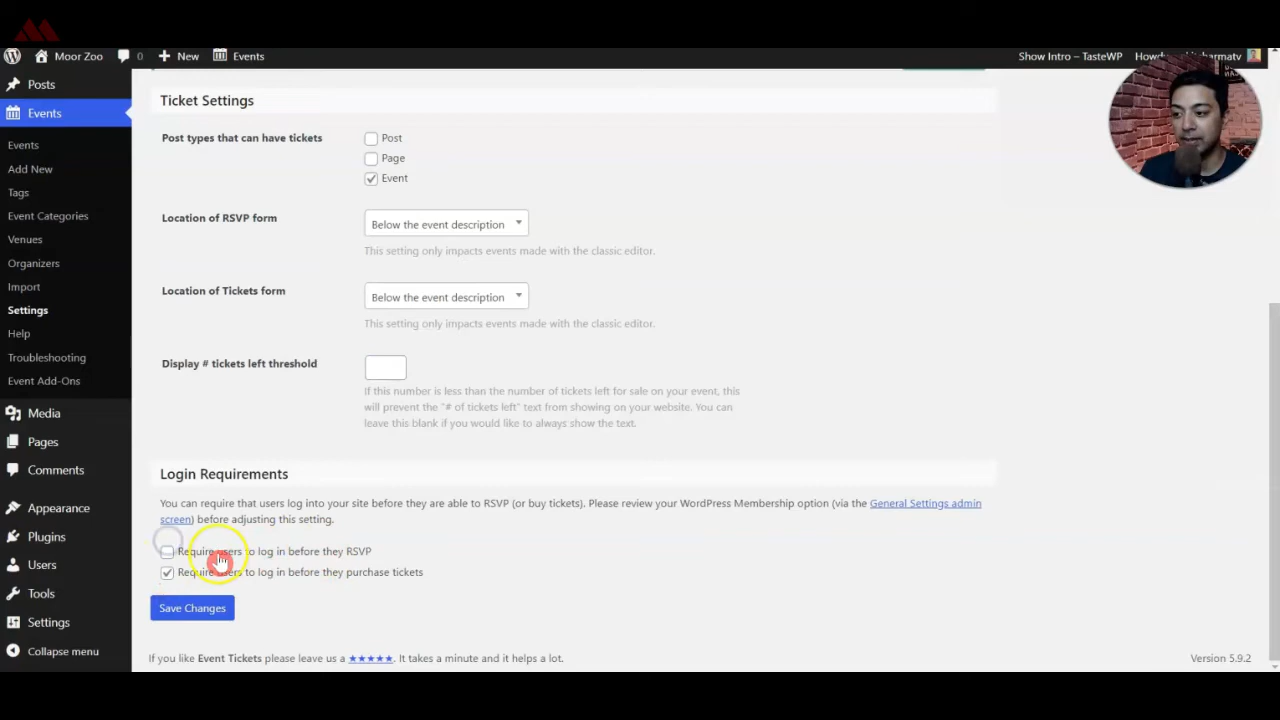 Moor Zoo
0
New
Events
Show Intro – TasteWP
Posts
Events
Events
Add New
Tags
Event Categories
Venues
Organizers
Import
Settings
Help
Troubleshooting
Event Add-Ons
Media
Pages
Comments
Appearance
Plugins
Users
Tools
Settings
Collapse menu
Ticket Settings
Post types that can have tickets
Post
Page
Event
Location of RSVP form
Below the event description
This setting only impacts events made with the classic editor.
Location of Tickets form
Below the event description
This setting only impacts events made with the classic editor.
Display # tickets left threshold
If this number is less than the number of tickets left for sale on your event, this
will prevent the "# of tickets left" text from showing on your website. You can
leave this blank if you would like to always show the text.
Login Requirements
You can require that users log into your site before they are able to RSVP (or buy tickets). Please review your WordPress Membership option (via the General Settings admin
screen) before adjusting this setting.
Require users to log in before they RSVP
Require users to log in before they purchase tickets
Save Changes
If you like Event Tickets please leave us a ★★★★★. It takes a minute and it helps a lot.
Version 5.9.2